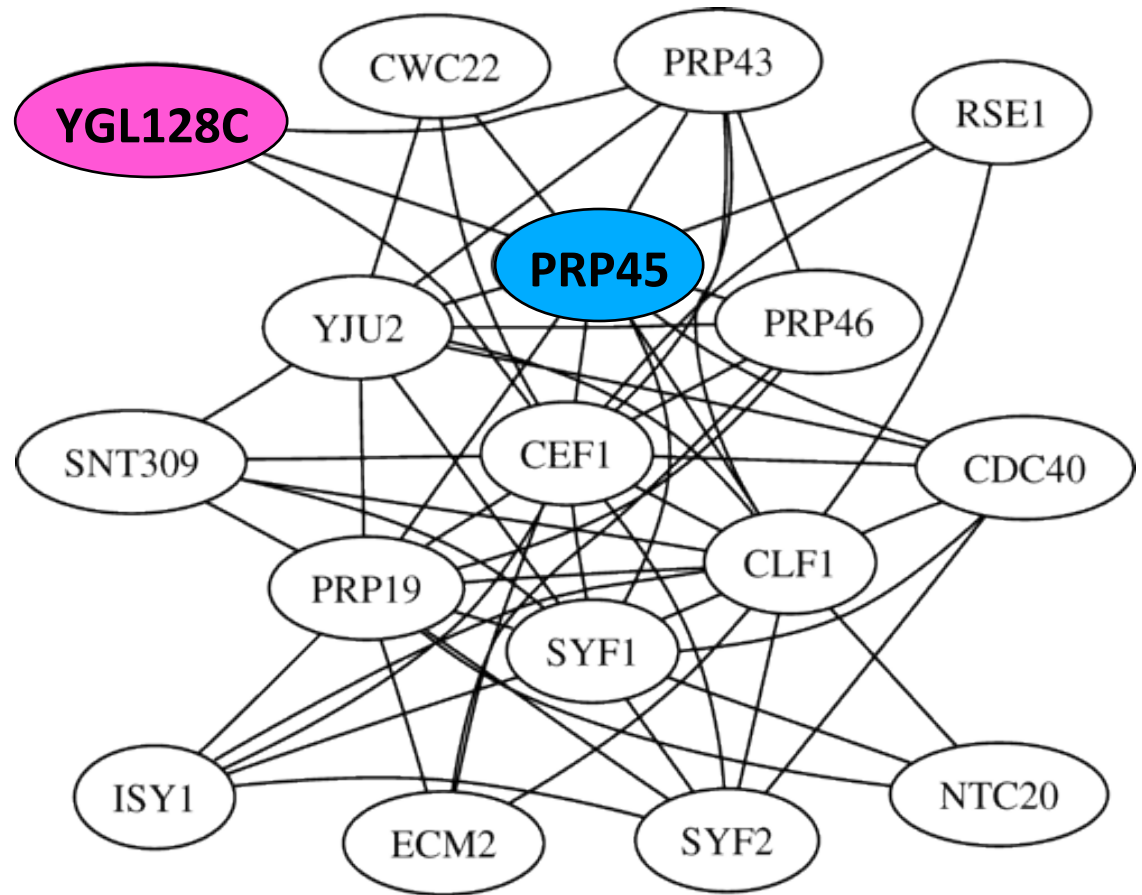 CWC22
PRP43
YGL128C
RSE1
PRP45
YJU2
PRP46
SNT309
CEF1
CDC40
PRP19
CLF1
SYF1
ISY1
NTC20
ECM2
SYF2